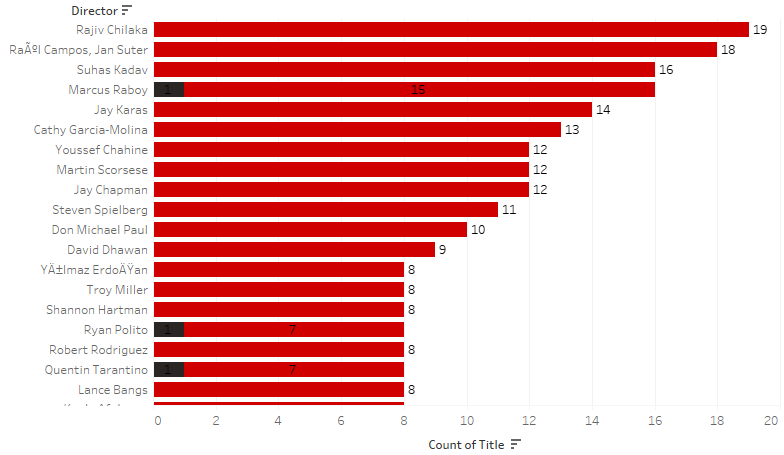 Director
Rajiv Chilaka 19
RaÃºl Campos, Jan Suter 18
Suhas Kadav 16
Marcus Raboy 1 15
Jay Karas 14
Cathy Garcia-Molina 13
Youssef Chahine 12
Martin Scorsese 12
Jay Chapman 12
Steven Spielberg 11
Don Michael Paul 10
David Dhawan 9
YÄ±lmaz ErdoÄŸan 8
Troy Miller 8
Shannon Hartman 8
Ryan Polito 1 7
Robert Rodriguez 8
Quentin Tarantino 1 7
Lance Bangs 8
0 2 4 6 8 10 12 14 16 18 20
Count of Title